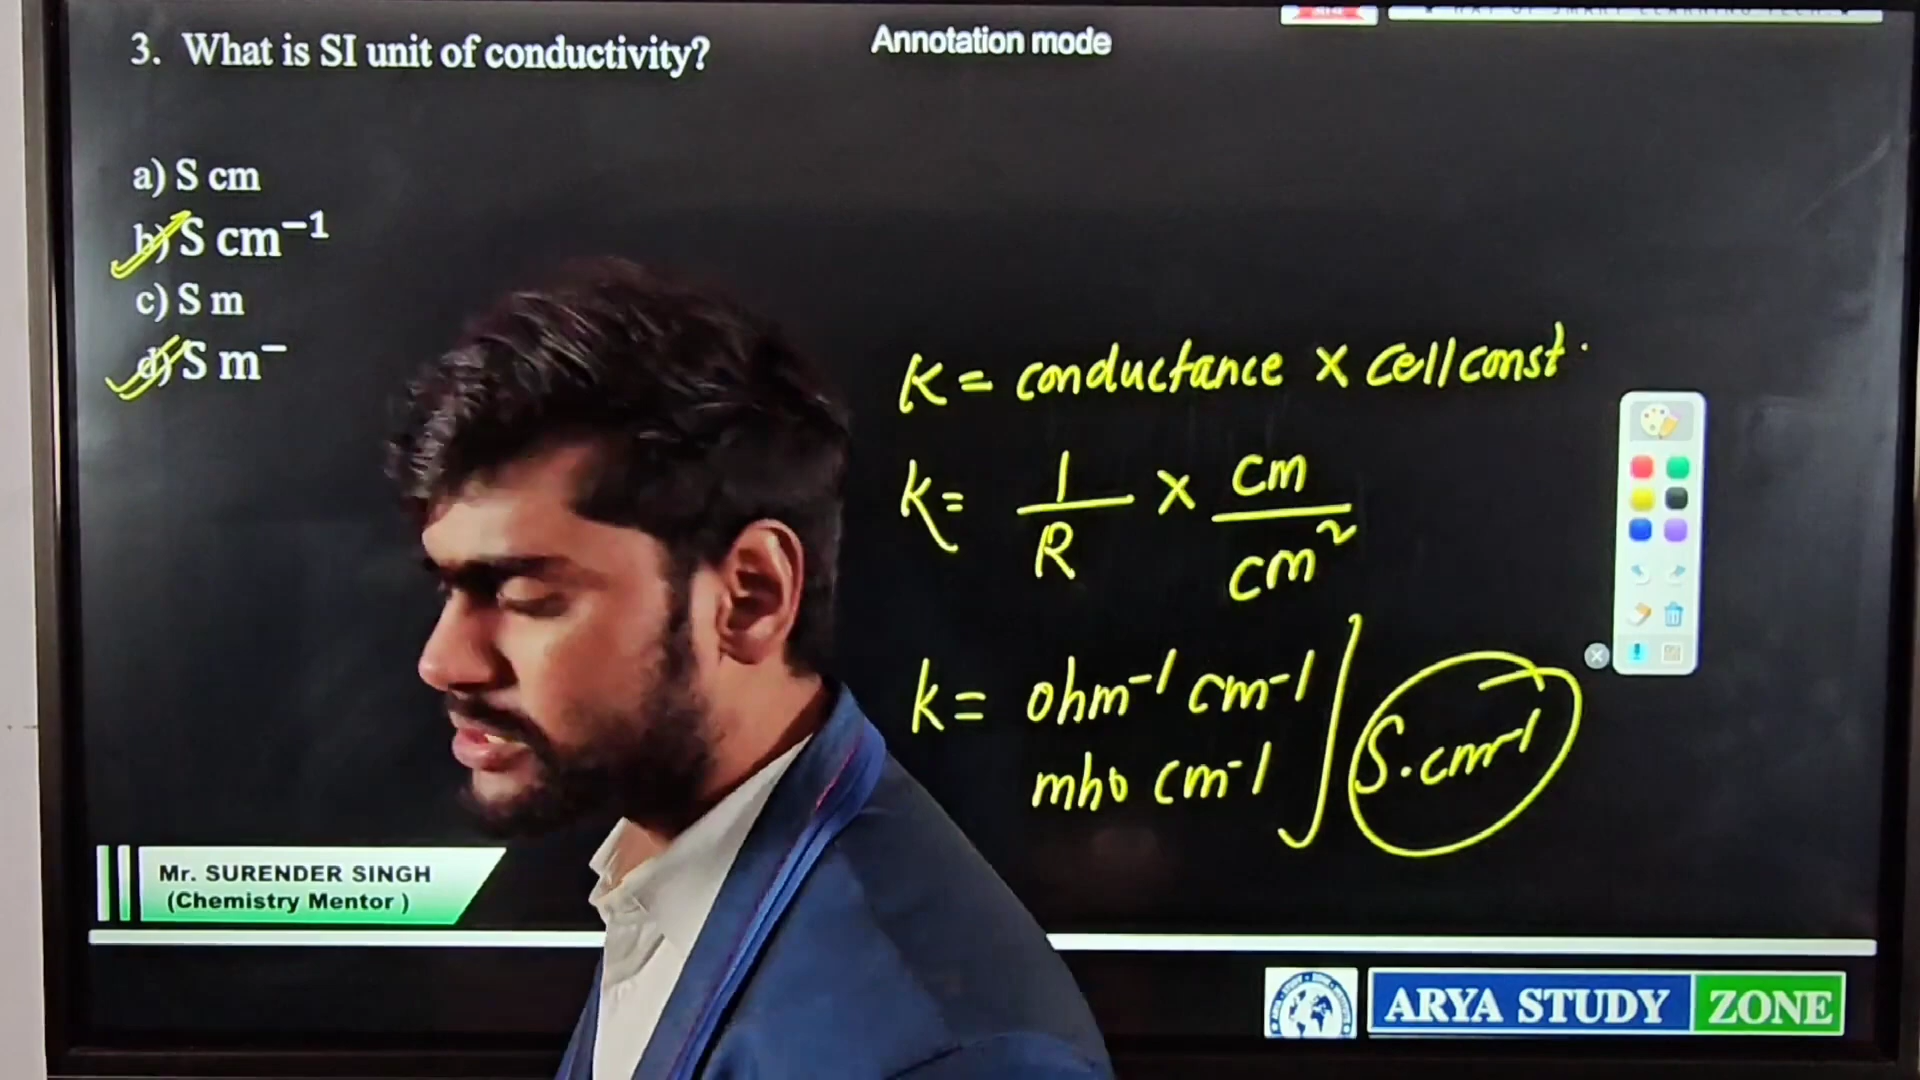 3. What is SI unit of conductivity?
Annotation mode
a) S cm
b) S cm⁻¹
c) S m
d) S m⁻
K = conductance × cell const.
K = 1/R × cm/cm²
K = ohm⁻¹ cm⁻¹
mho cm⁻¹
S.cm⁻¹
Mr. SURENDER SINGH
(Chemistry Mentor )
ARYA STUDY ZONE